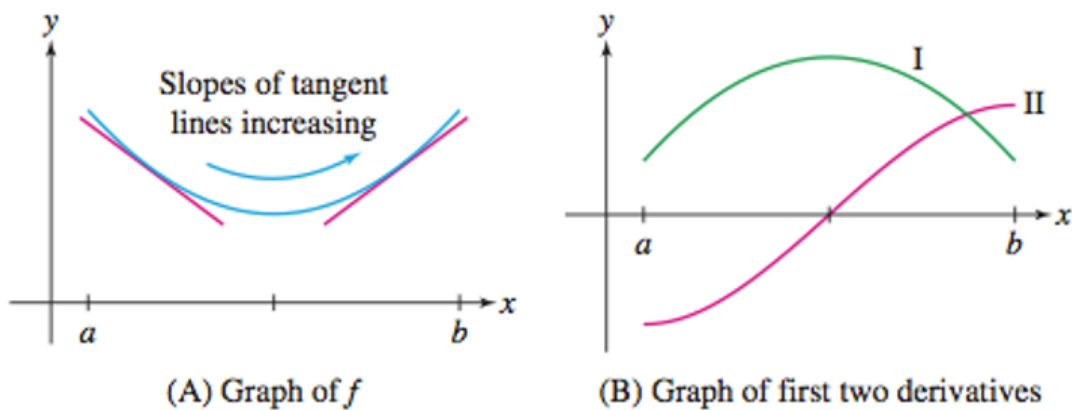 y
Slopes of tangent
lines increasing
x
a
b
(A) Graph of f
y
I
II
x
a
b
(B) Graph of first two derivatives